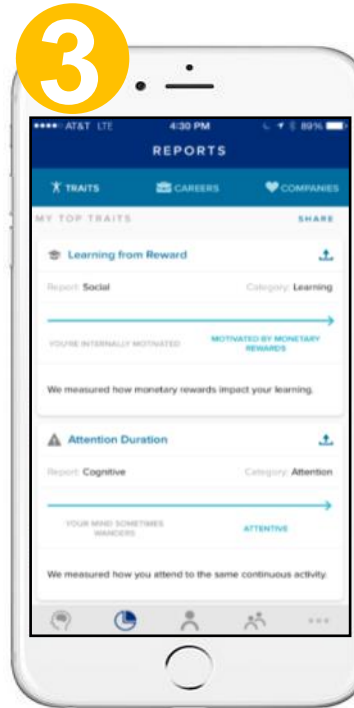 3
AT&T LTE 4:30 PM 89%
REPORTS
TRAITS CAREERS COMPANIES
MY TOP TRAITS SHARE
Learning from Reward
Report: Social Category: Learning
YOU'RE INTERNALLY MOTIVATED MOTIVATED BY MONETARY
REWARDS
We measured how monetary rewards impact your learning.
Attention Duration
Report: Cognitive Category: Attention
YOUR MIND SOMETIMES
WANDERS ATTENTIVE
We measured how you attend to the same continuous activity